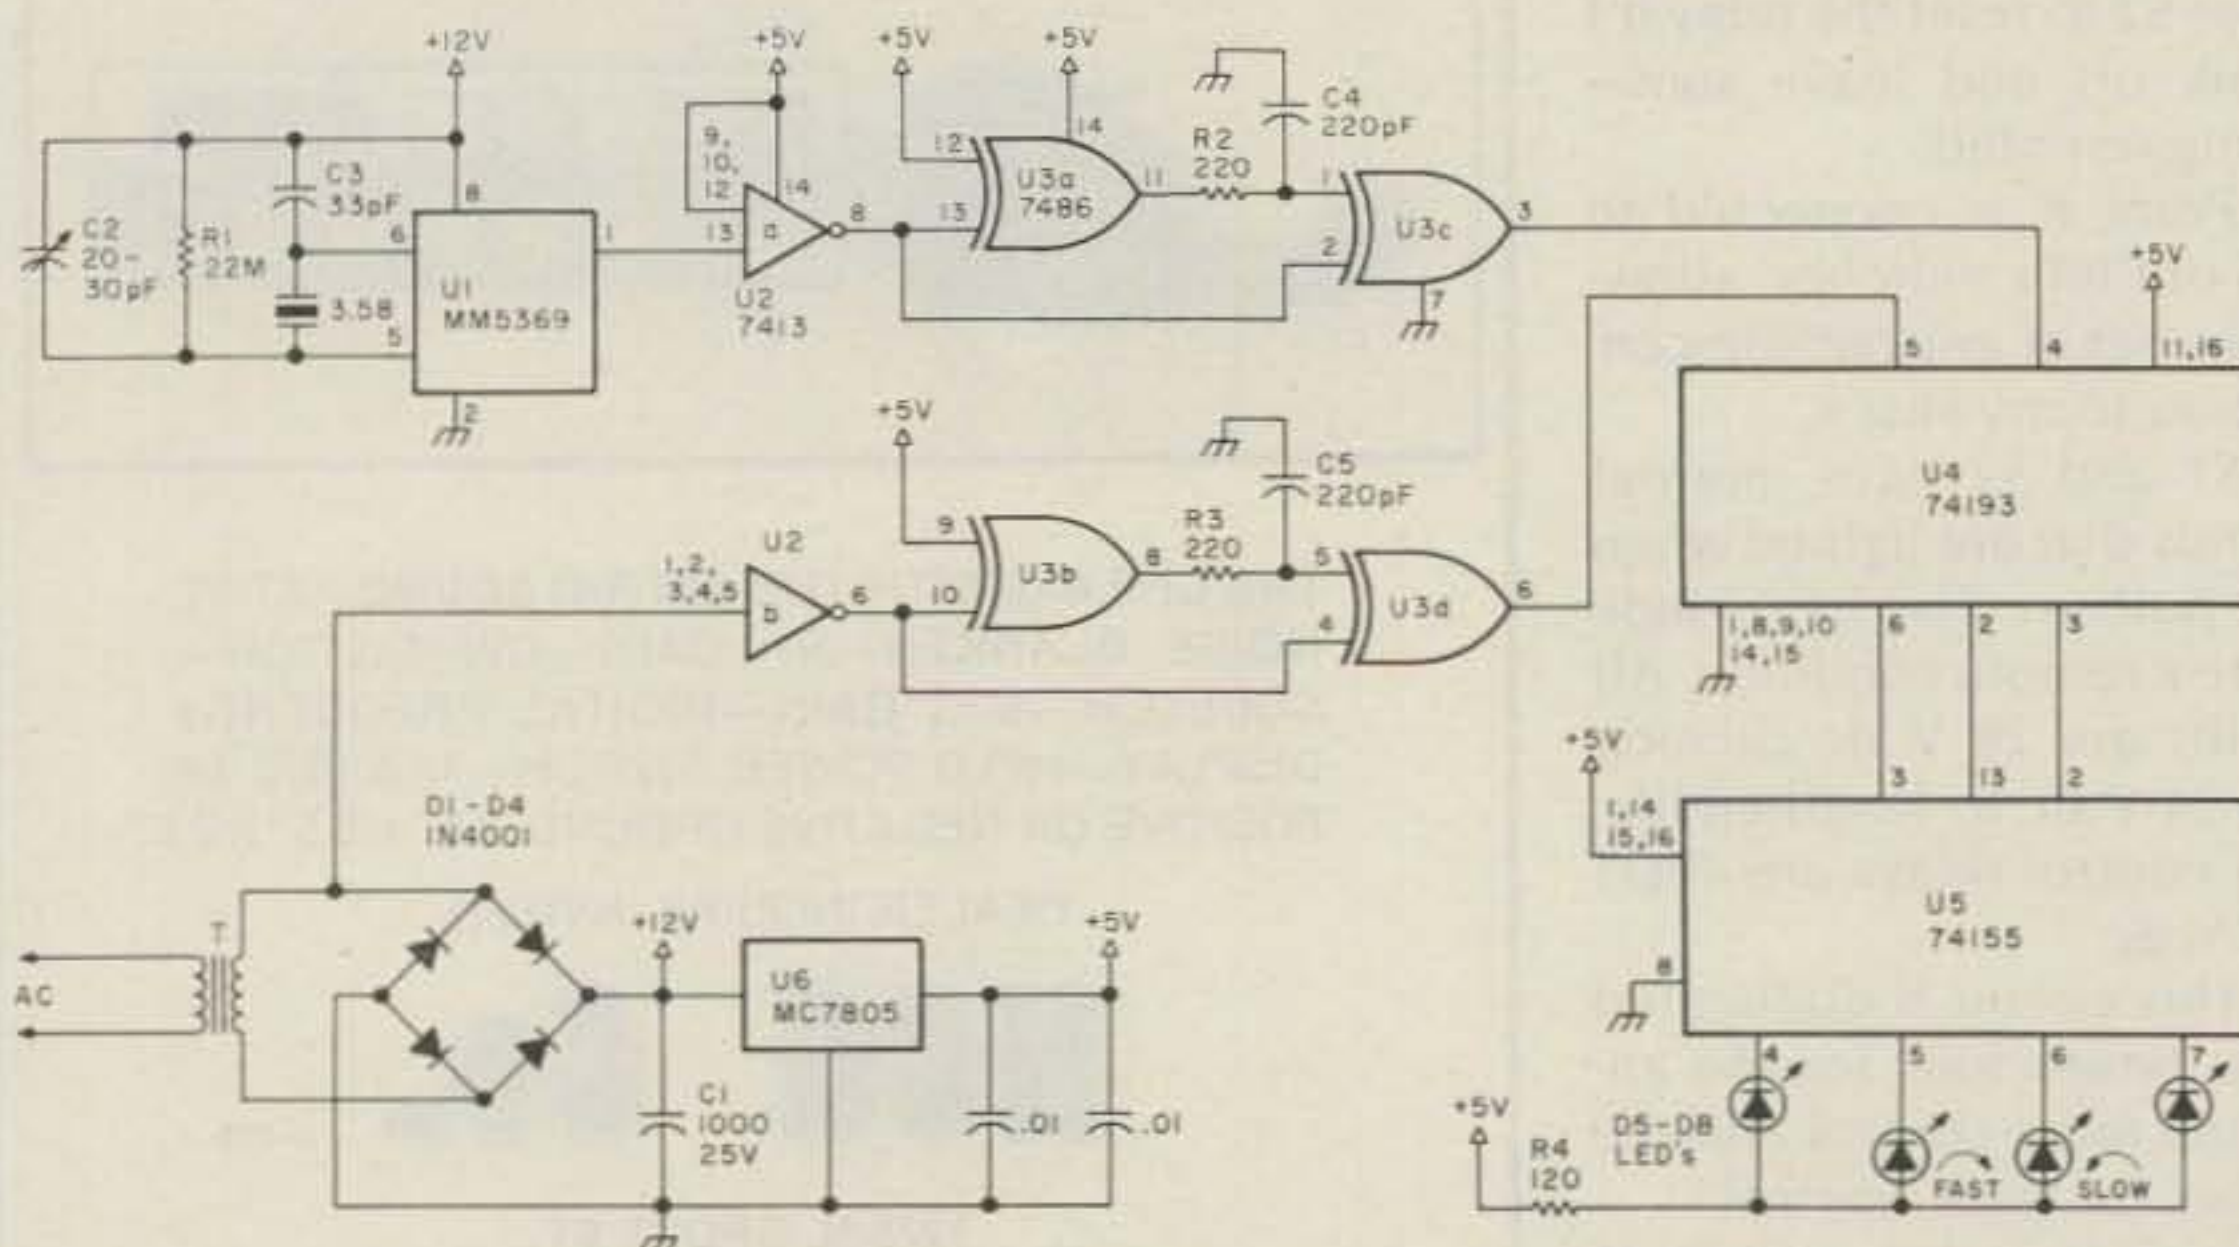 +12V
+5V
+5V
+5V
C4
220pF
9,
10,
12
14
12
14
R2
220
C3
33pF
8
U3a
7486
11
1
C2
20-
30pF
R1
22M
6
1
13
a
8
13
2
U3c
3
+5V
U1
MM5369
3.58
5
U2
7413
7
5
4
11,16
2
+5V
C5
220pF
U4
74193
U2
9
R3
220
1,2,
3,4,5
b
6
10
U3b
8
5
4
U3d
6
1,8,9,10
14,15
6
2
3
+5V
3
13
2
D1-D4
1N4001
1,14
15,16
T
+12V
+5V
U5
74155
AC
U6
MC7805
8
4
5
6
7
C1
1000
25V
.01
.01
+5V
R4
120
D5-D8
LED's
FAST
SLOW